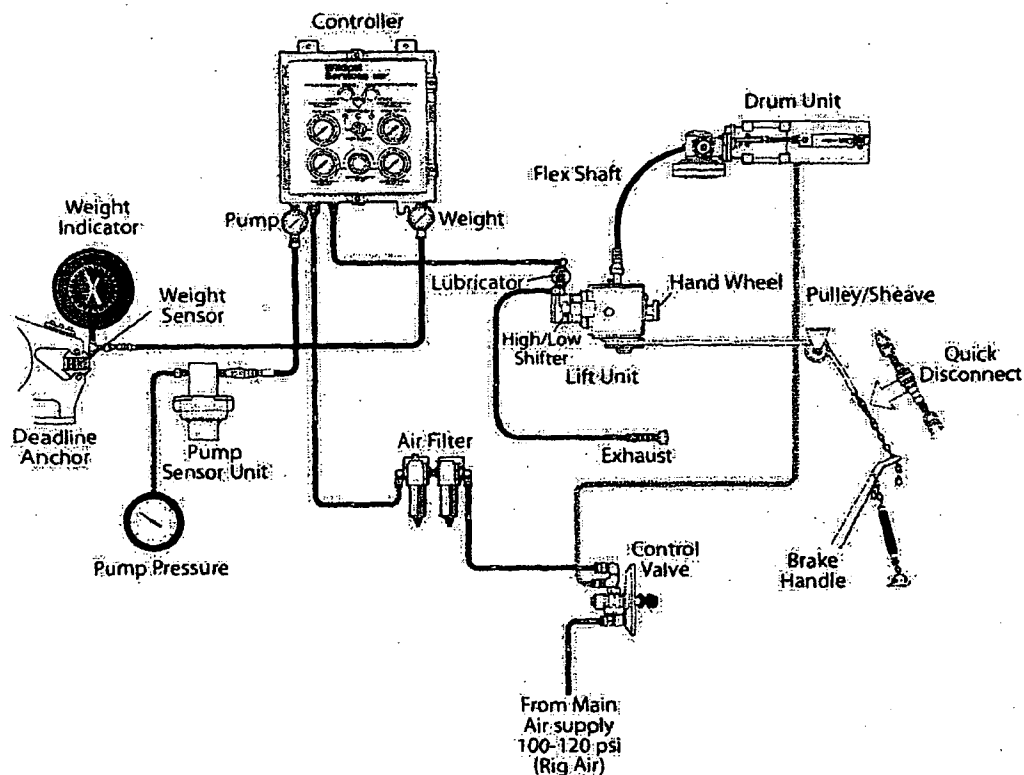 Controller
Wildcat
Services
Drum Unit
Flex Shaft
Weight
Indicator
Pump
Weight
Weight
Sensor
Lubricator
Hand Wheel
Pulley/Sheave
High/Low
Shifter
Lift Unit
Quick
Disconnect
Deadline
Anchor
Pump
Sensor Unit
Air Filter
Exhaust
Pump Pressure
Control
Valve
Brake
Handle
From Main
Air supply
100-120 psi
(Rig Air)